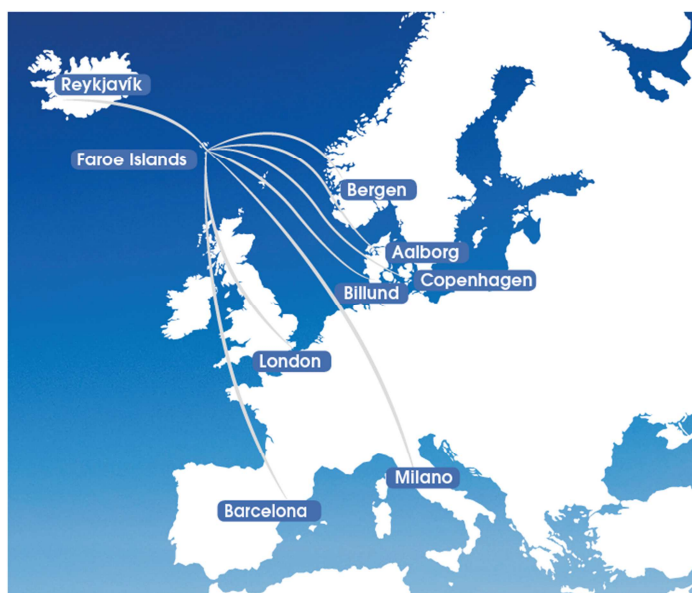 Reykjavík
Faroe Islands
Bergen
Aalborg
Copenhagen
Billund
London
Milano
Barcelona